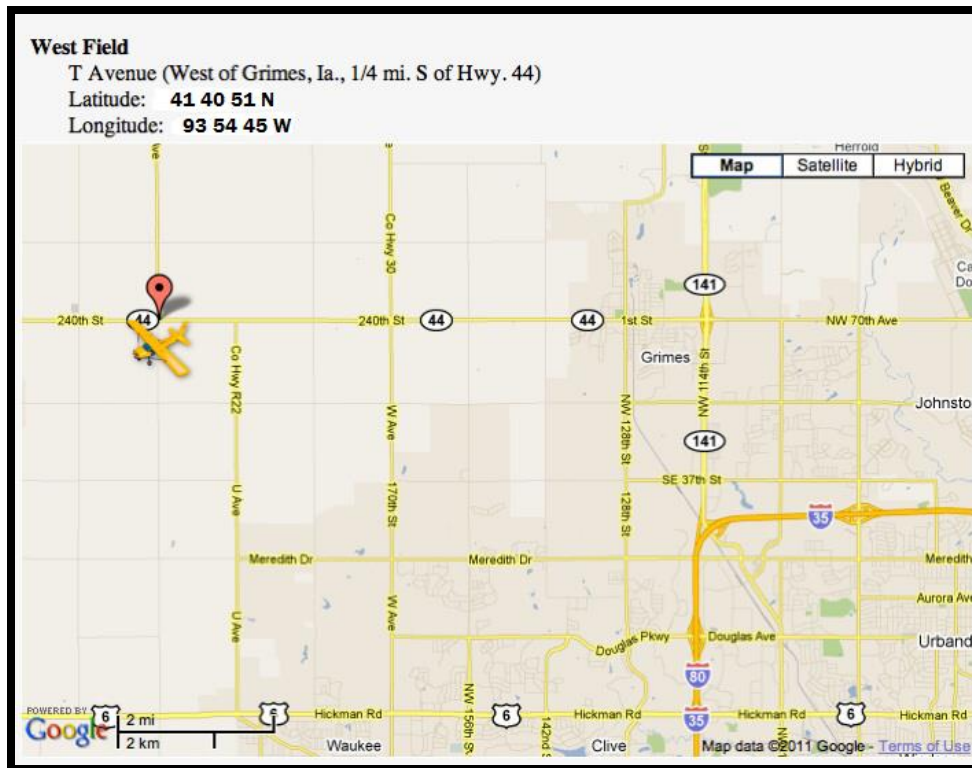 West Field
T Avenue (West of Grimes, Ia., 1/4 mi. S of Hwy. 44)
Latitude: 41 40 51 N
Longitude: 93 54 45 W
Herrold
Map Satellite Hybrid
Ave
Co Hwy 30
Beaver Dr
141
240th St 44 240th St 44 44 1st St NW 70th Ave
Grimes
Co Hwy R22
NW 114th St
Johnsto
W Ave
NW 128th St
141
SE 37th St
U Ave
170th St
128th St
35
Meredith Dr Meredith Dr Meredith
Aurora Ave
W Ave
U Ave
Douglas Pkwy Douglas Ave Urband
80
NW 156th St
POWERED BY
Google
6 2 mi
2 km
6 Hickman Rd 6 Hickman Rd 35 Hickman Rd 6 Hickman Rd
Waukee Clive
Map data ©2011 Google - Terms of Use